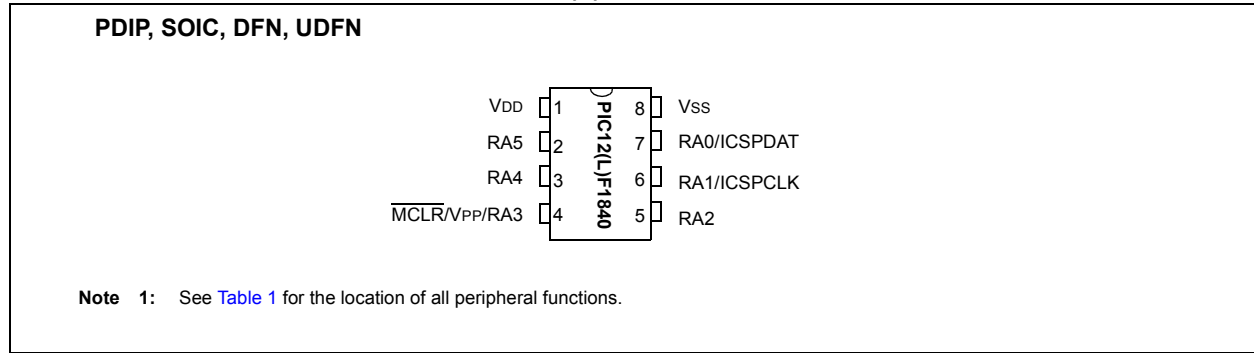 PDIP, SOIC, DFN, UDFN
VDD 1 8 VSS
RA5 2 7 RA0/ICSPDAT
RA4 3 6 RA1/ICSPCLK
MCLR/VPP/RA3 4 5 RA2
PIC12(L)F1840
Note 1: See Table 1 for the location of all peripheral functions.